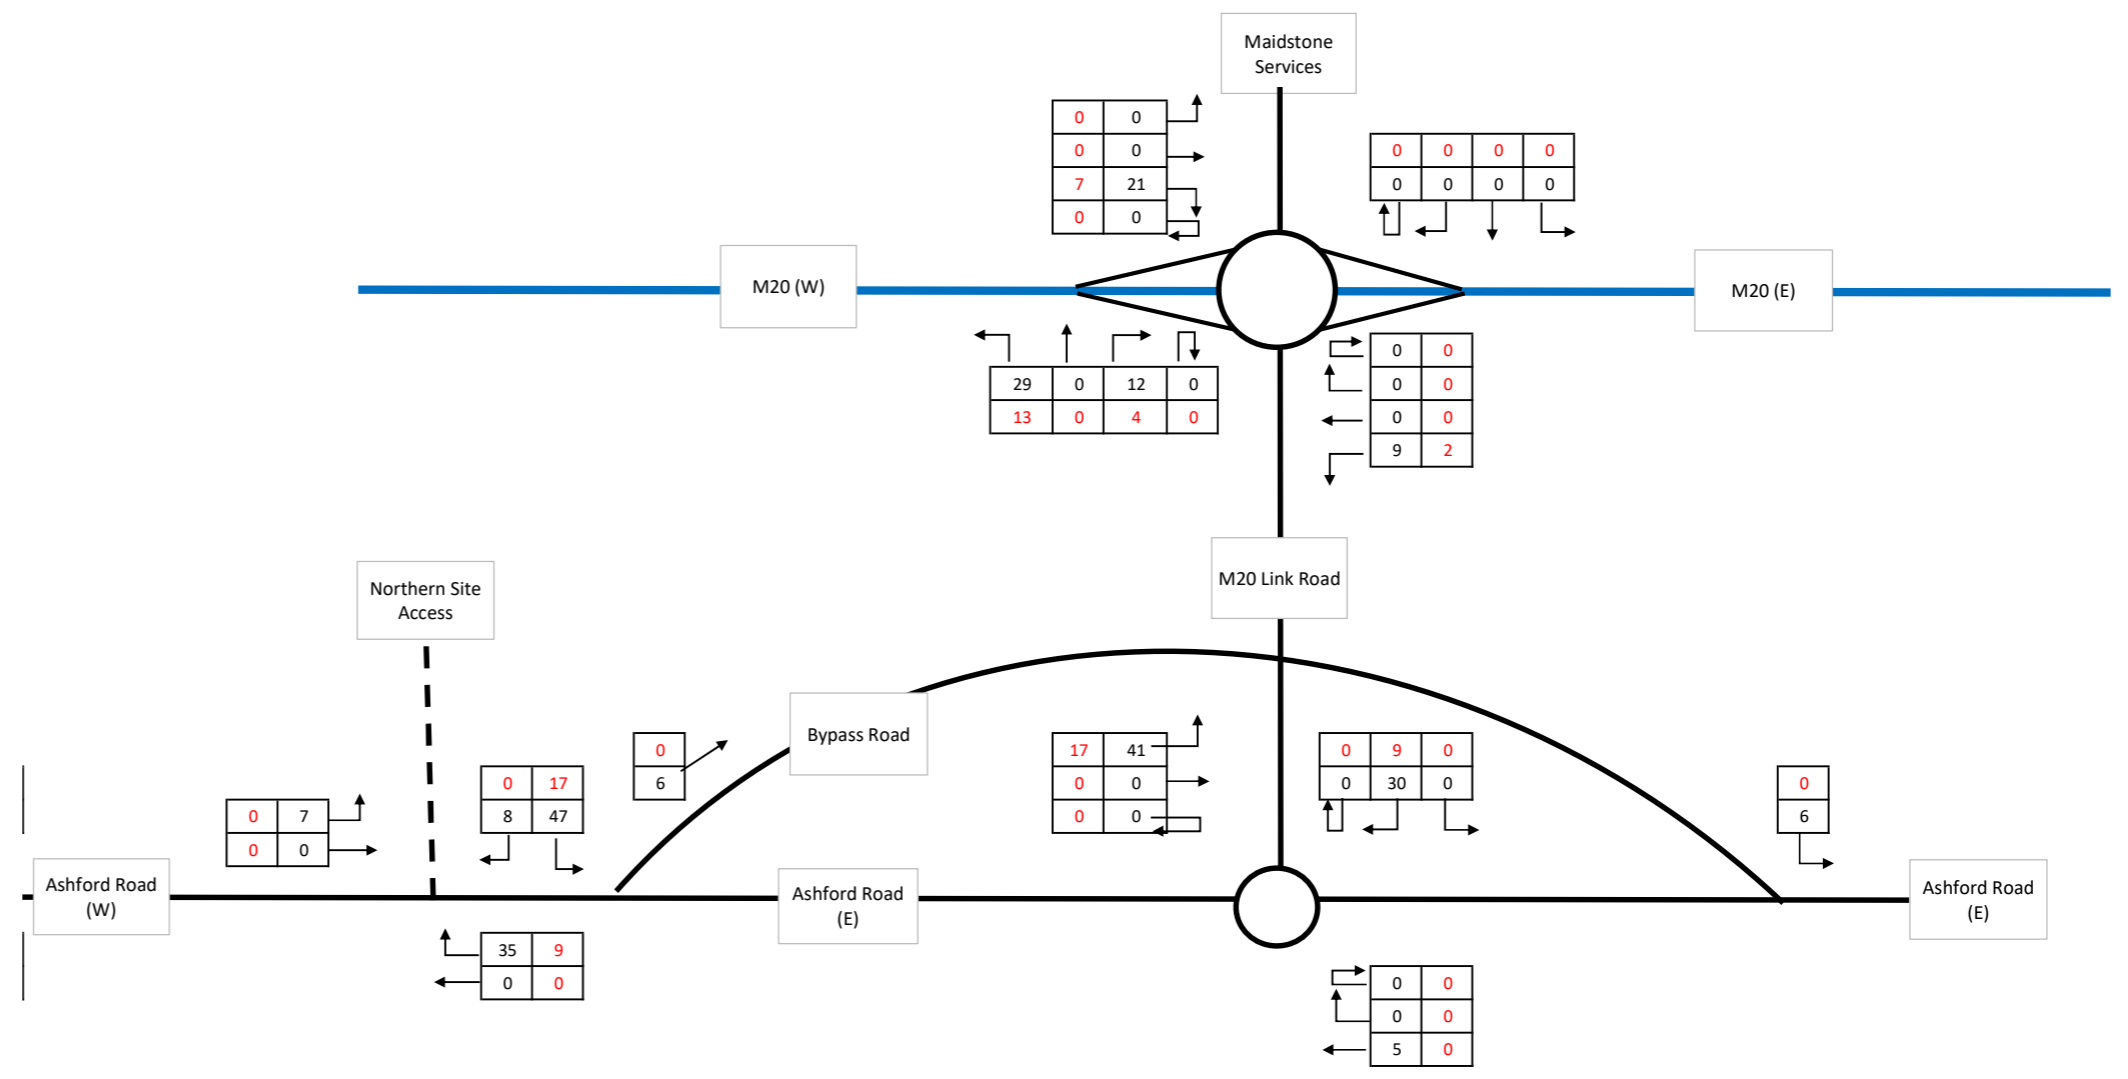 Maidstone
Services
0 0
0 0
7 21
0 0
0 0 0 0
0 0 0 0
M20 (W)
M20 (E)
29 0 12 0
13 0 4 0
0 0
0 0
0 0
9 2
M20 Link Road
Northern Site
Access
Bypass Road
0
6
17 41
0 0
0 0
0 9 0
0 30 0
0
6
0 17
8 47
0 7
0 0
Ashford Road
(W)
Ashford Road
(E)
Ashford Road
(E)
35 9
0 0
0 0
0 0
5 0